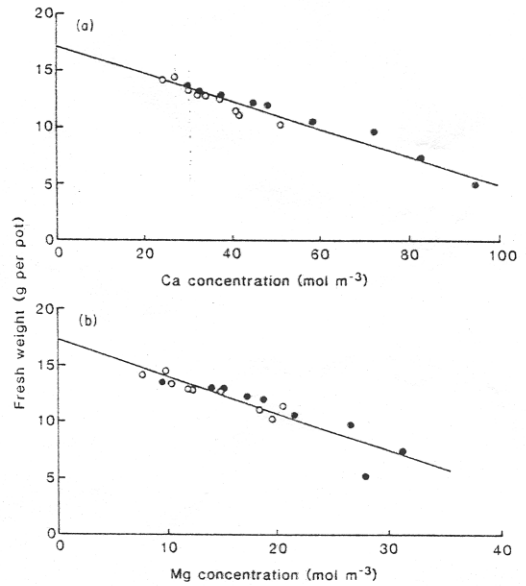 (a)
20
15
10
5
0
0 20 40 60 80 100
Ca concentration (mol m⁻³)
Fresh weight (g per pot)
(b)
20
15
10
5
0
0 10 20 30 40
Mg concentration (mol m⁻³)